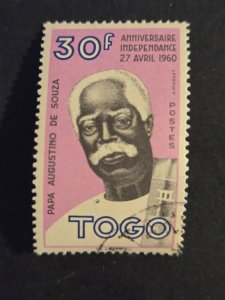 30F
ANNIVERSAIRE
INDEPENDANCE
27 AVRIL 1960
POSTES
PAPA AUGUSTINO DE SOUZA
TOGO